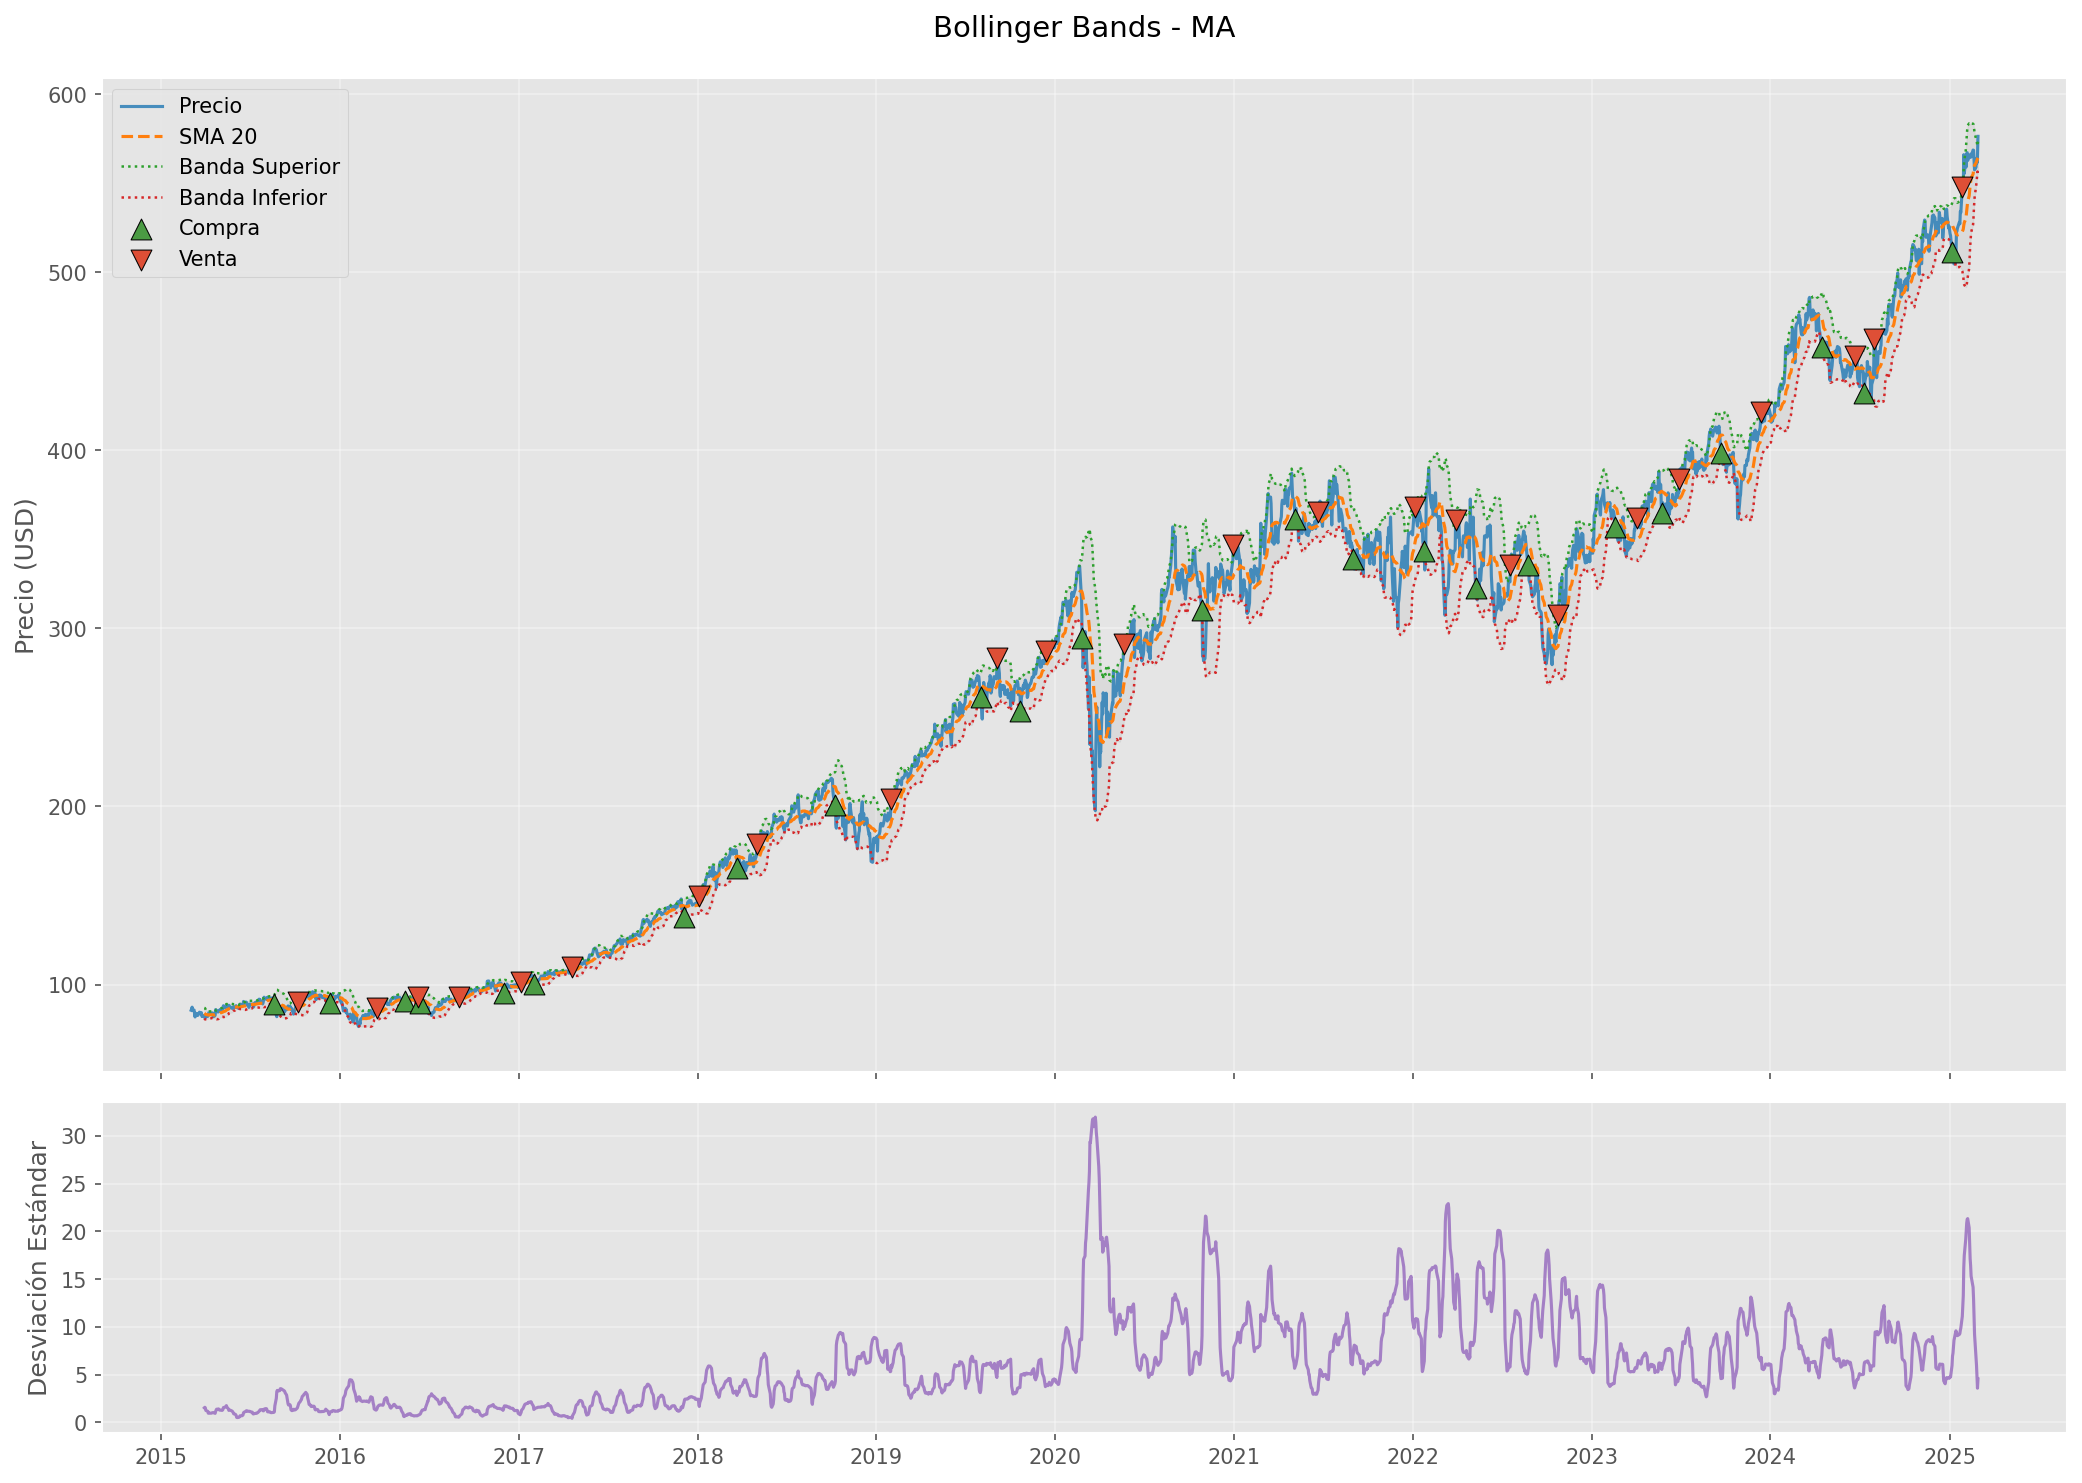 Bollinger Bands - MA
Precio (USD)
600
500
400
300
200
100
Precio
SMA 20
Banda Superior
Banda Inferior
Compra
Venta
Desviación Estándar
30
25
20
15
10
5
0
2015 2016 2017 2018 2019 2020 2021 2022 2023 2024 2025